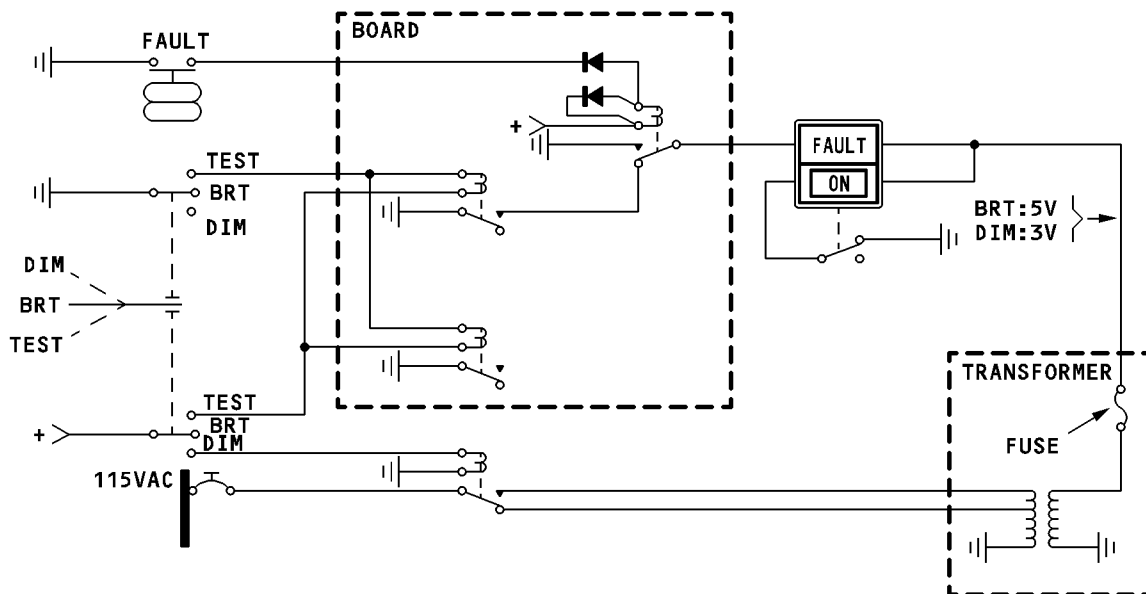 BOARD
FAULT
+
TEST
BRT
DIM
FAULT
ON
BRT:5V
DIM:3V
DIM
BRT
TEST
TEST
BRT
DIM
+
115VAC
TRANSFORMER
FUSE